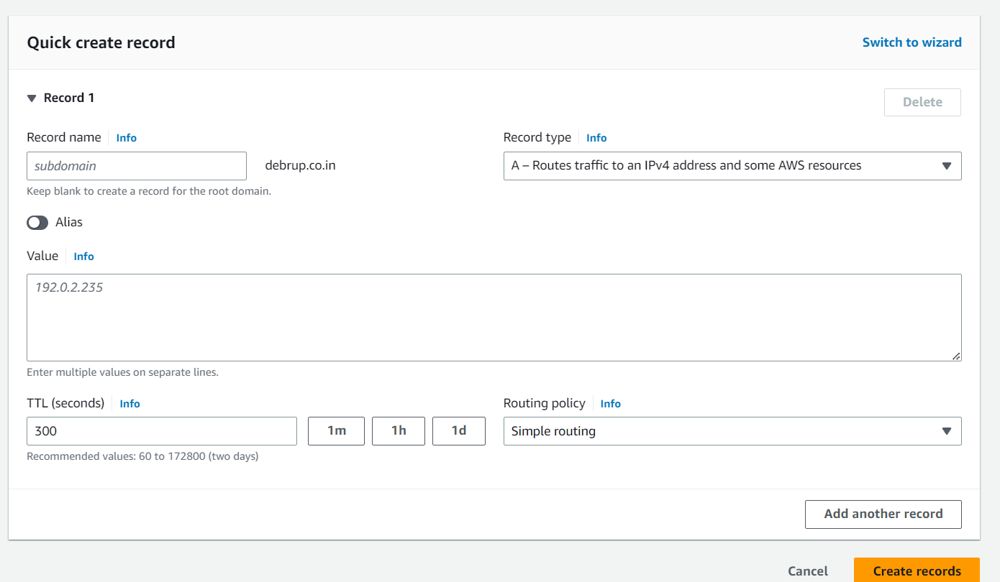 Quick create record
Switch to wizard
Record 1
Delete
Record name Info
subdomain
debrup.co.in
Keep blank to create a record for the root domain.
Record type Info
A – Routes traffic to an IPv4 address and some AWS resources
Alias
Value Info
192.0.2.235
Enter multiple values on separate lines.
TTL (seconds) Info
300
1m
1h
1d
Recommended values: 60 to 172800 (two days)
Routing policy Info
Simple routing
Add another record
Cancel
Create records